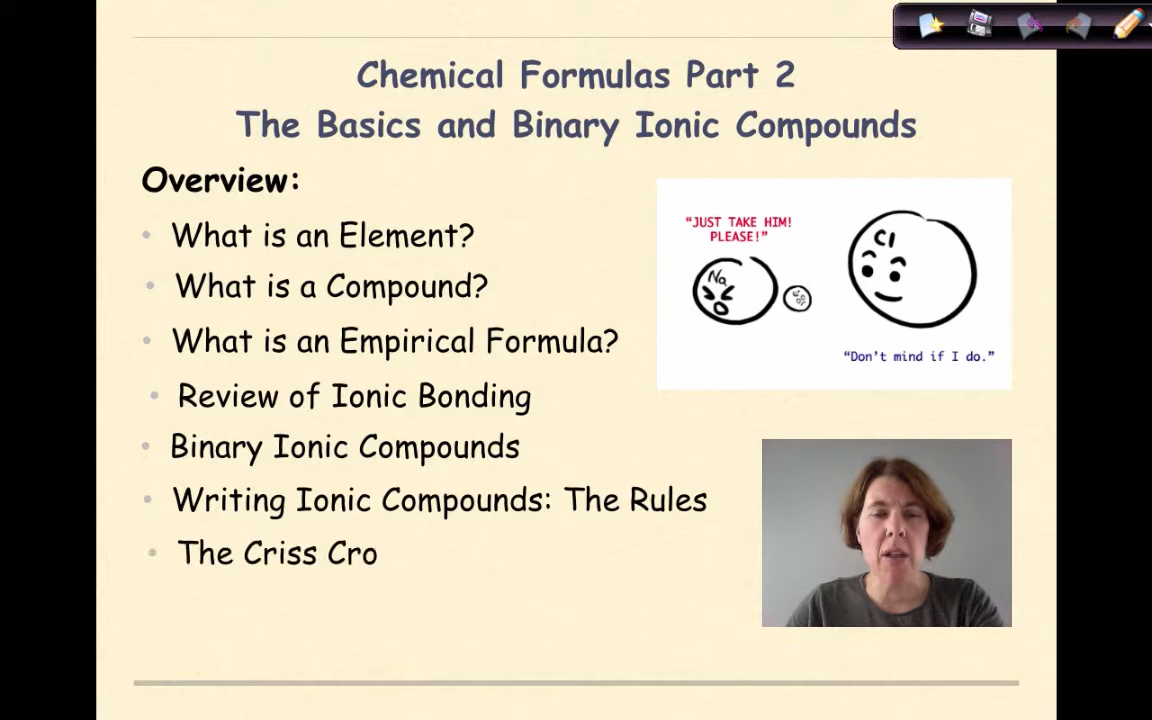 Chemical Formulas Part 2
The Basics and Binary Ionic Compounds
Overview:
What is an Element?
What is a Compound?
What is an Empirical Formula?
Review of Ionic Bonding
Binary Ionic Compounds
Writing Ionic Compounds: The Rules
The Criss Cro
"JUST TAKE HIM!
PLEASE!"
Na
Cl
"Don't mind if I do."